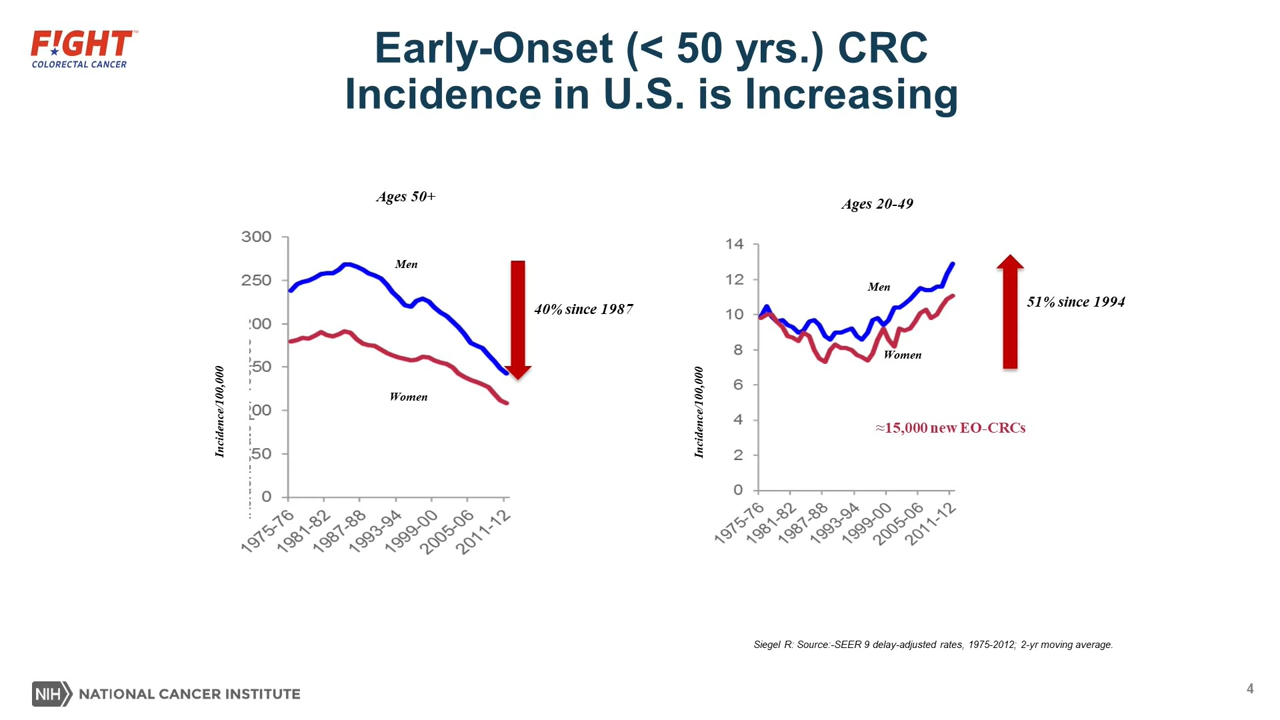 F!GHT
COLORECTAL CANCER
Early-Onset (< 50 yrs.) CRC
Incidence in U.S. is Increasing
Ages 50+
300
250
200
50
00
50
0
Incidence/100,000
Men
Women
40% since 1987
1975-76
1981-82
1987-88
1993-94
1999-00
2005-06
2011-12
Ages 20-49
14
12
10
8
6
4
2
0
Incidence/100,000
Men
Women
51% since 1994
≈15,000 new EO-CRCs
1975-76
1981-82
1987-88
1993-94
1999-00
2005-06
2011-12
Siegel R: Source:-SEER 9 delay-adjusted rates, 1975-2012; 2-yr moving average.
NIH NATIONAL CANCER INSTITUTE
4